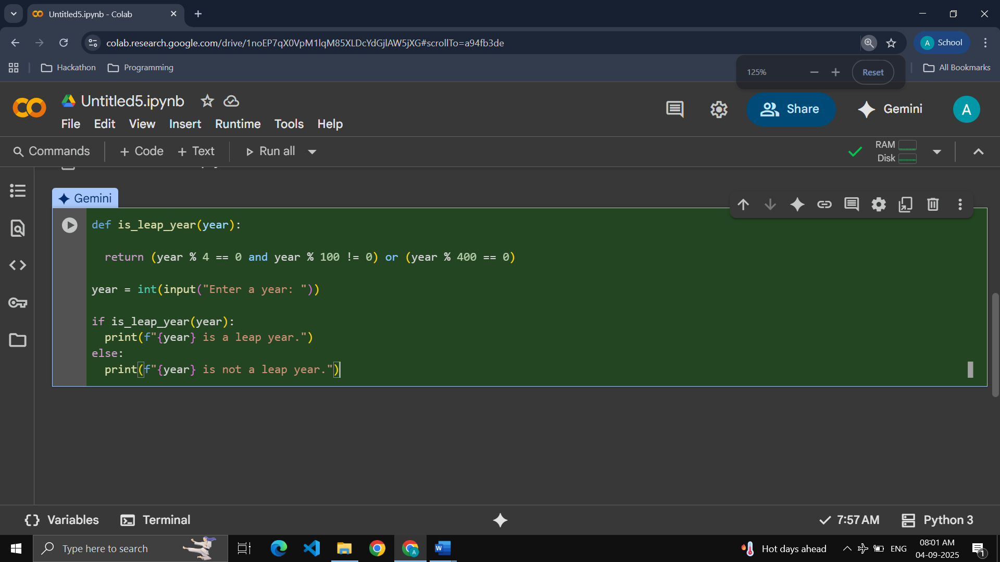 Untitled5.ipynb - Colab
colab.research.google.com/drive/1noEP7qX0VpM1lqM85XLDcYdGjlAW5jXG#scrollTo=a94fb3de
A School
Hackathon Programming
125% Reset
All Bookmarks
Untitled5.ipynb
Share Gemini A
File Edit View Insert Runtime Tools Help
Commands + Code + Text Run all
RAM
Disk
Gemini
def is_leap_year(year):
return (year % 4 == 0 and year % 100 != 0) or (year % 400 == 0)
year = int(input("Enter a year: "))
if is_leap_year(year):
print(f"{year} is a leap year.")
else:
print(f"{year} is not a leap year.")
Variables Terminal 7:57 AM Python 3
Type here to search
Hot days ahead ENG
08:01 AM
04-09-2025
1